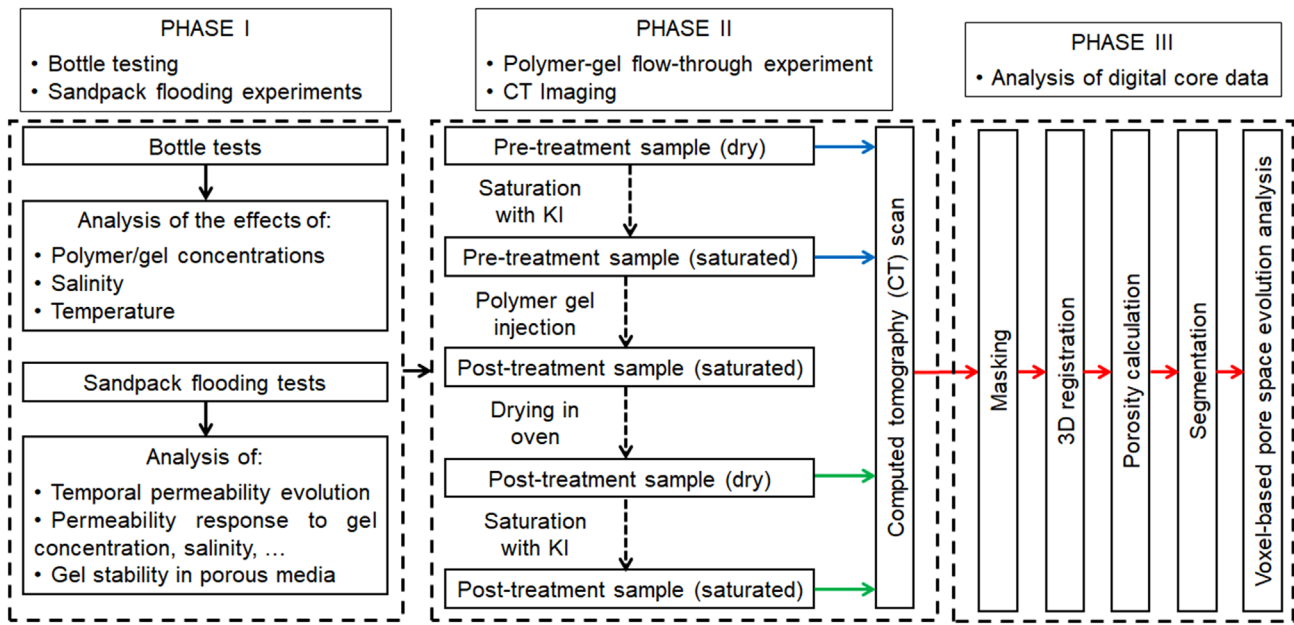 PHASE I
• Bottle testing
• Sandpack flooding experiments
Bottle tests
Analysis of the effects of:
• Polymer/gel concentrations
• Salinity
• Temperature
Sandpack flooding tests
Analysis of:
• Temporal permeability evolution
• Permeability response to gel
concentration, salinity, …
• Gel stability in porous media
PHASE II
• Polymer-gel flow-through experiment
• CT Imaging
Pre-treatment sample (dry)
Saturation
with KI
Pre-treatment sample (saturated)
Polymer gel
injection
Post-treatment sample (saturated)
Drying in
oven
Post-treatment sample (dry)
Saturation
with KI
Post-treatment sample (saturated)
Computed tomography (CT) scan
PHASE III
• Analysis of digital core data
Masking
3D registration
Porosity calculation
Segmentation
Voxel-based pore space evolution analysis